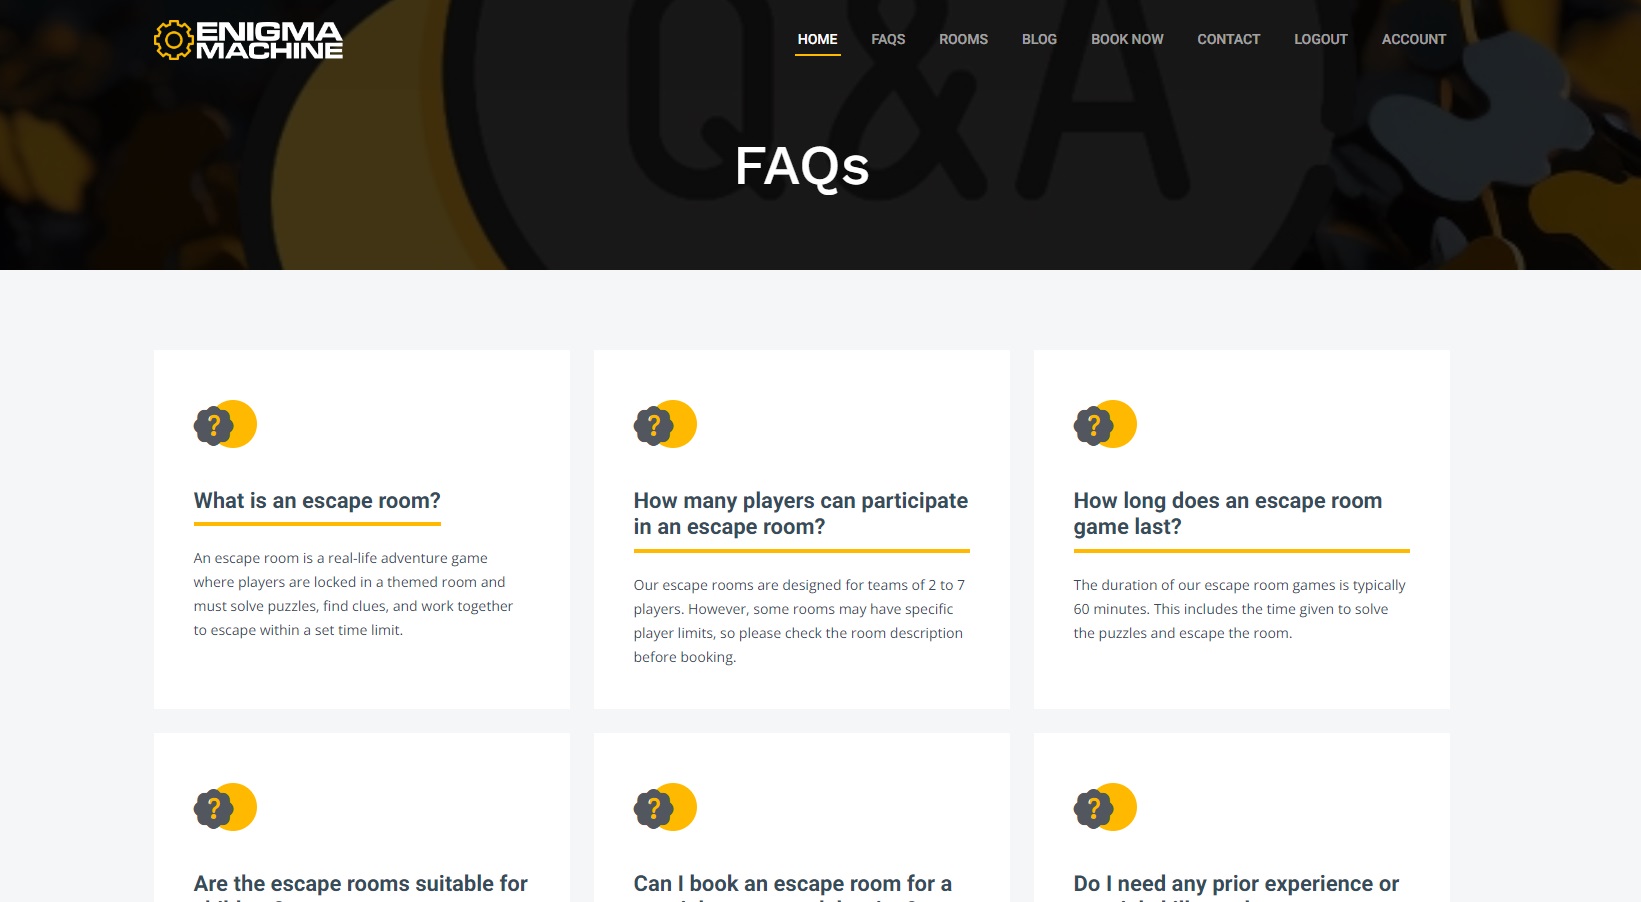 ENIGMA
MACHINE
HOME FAQS ROOMS BLOG BOOK NOW CONTACT LOGOUT ACCOUNT
Q&A
FAQs
?
What is an escape room?
An escape room is a real-life adventure game
where players are locked in a themed room and
must solve puzzles, find clues, and work together
to escape within a set time limit.
?
How many players can participate
in an escape room?
Our escape rooms are designed for teams of 2 to 7
players. However, some rooms may have specific
player limits, so please check the room description
before booking.
?
How long does an escape room
game last?
The duration of our escape room games is typically
60 minutes. This includes the time given to solve
the puzzles and escape the room.
?
Are the escape rooms suitable for
?
Can I book an escape room for a
?
Do I need any prior experience or